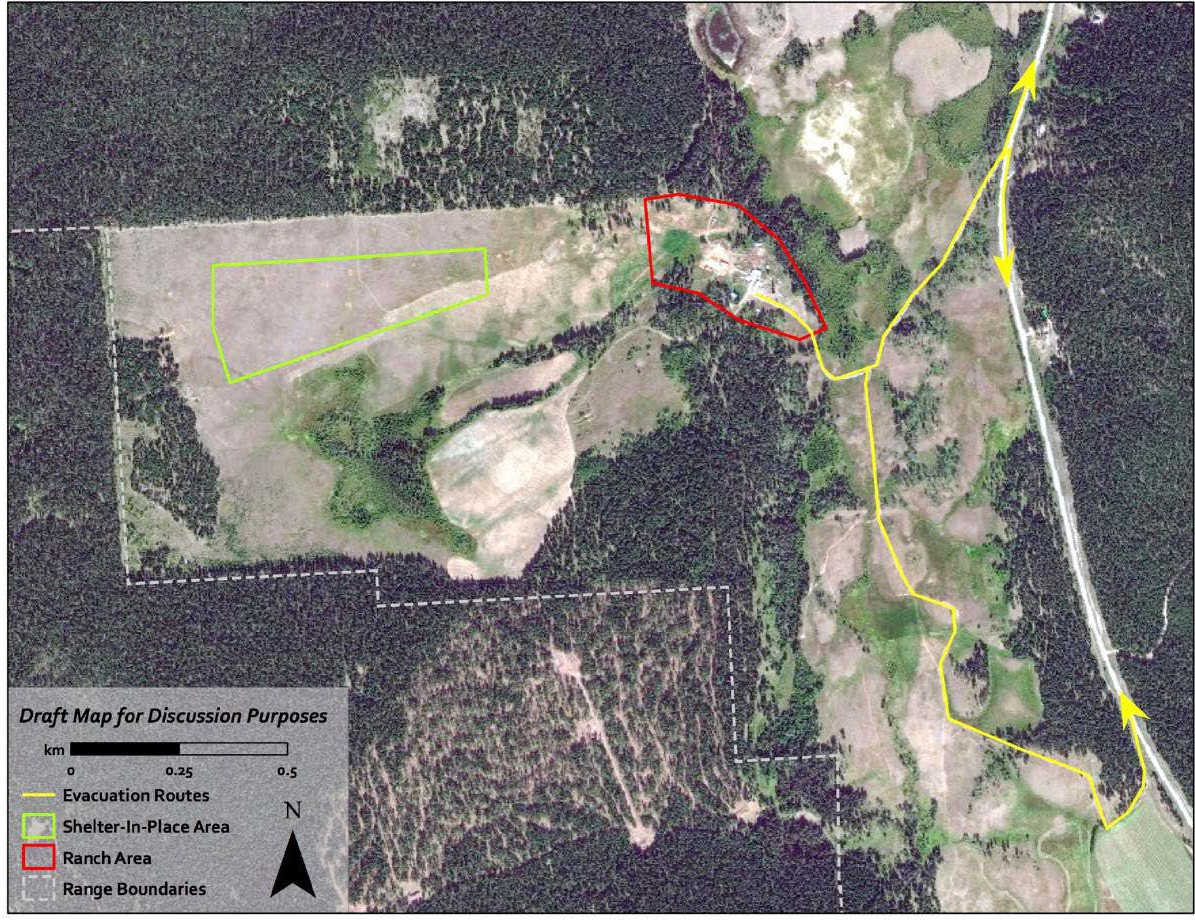 Draft Map for Discussion Purposes
km
0 0.25 0.5
Evacuation Routes
N
Shelter-In-Place Area
Ranch Area
Range Boundaries